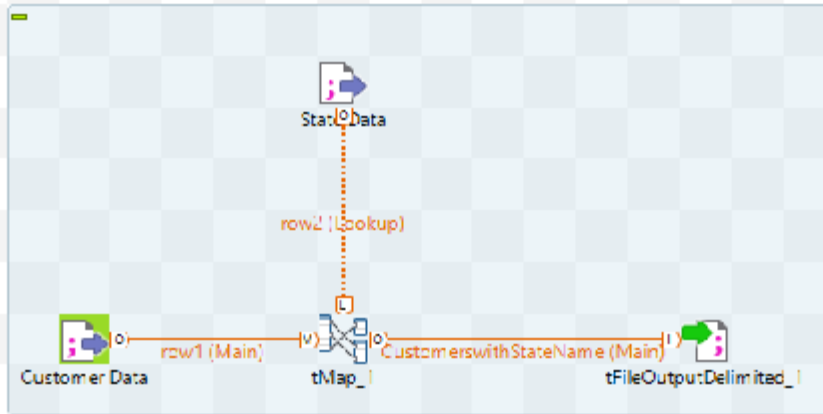 State Data
row2 (Lookup)
row1 (Main)
CustomerswithStateName (Main)
Customer Data
tMap_1
tFileOutputDelimited_1